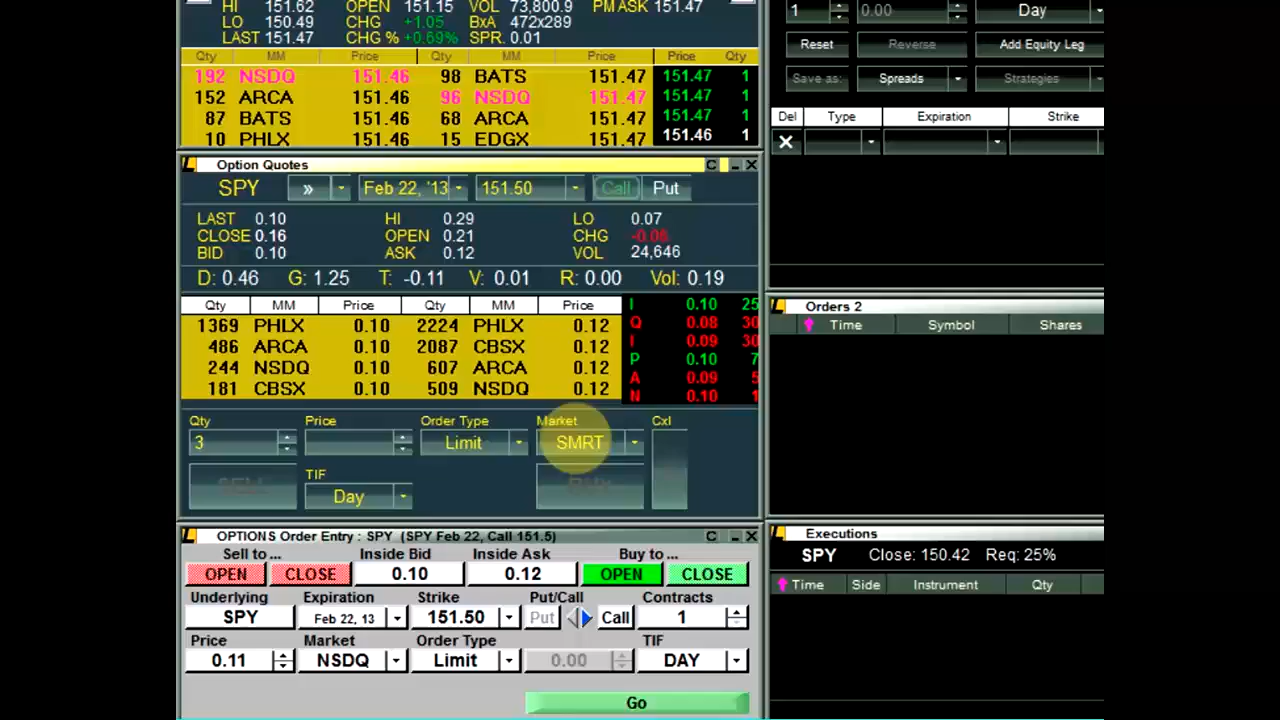 HI 151.62 OPEN 151.15 VOL 73,800.9 PM ASK 151.47
LO 150.49 CHG +1.05 BxA 472x289
LAST 151.47 CHG % +0.69% SPR. 0.01
Qty MM Price Qty MM Price Price Qty
192 NSDQ 151.46 98 BATS 151.47 151.47 1
152 ARCA 151.46 96 NSDQ 151.47 151.47 1
87 BATS 151.46 68 ARCA 151.47 151.47 1
10 PHLX 151.46 15 EDGX 151.47 151.46 1
Option Quotes C
SPY » Feb 22, '13 151.50 Call Put
LAST 0.10 HI 0.29 LO 0.07
CLOSE 0.16 OPEN 0.21 CHG -0.06
BID 0.10 ASK 0.12 VOL 24,646
D: 0.46 G: 1.25 T: -0.11 V: 0.01 R: 0.00 Vol: 0.19
Qty MM Price Qty MM Price I 0.10 25
1369 PHLX 0.10 2224 PHLX 0.12 Q 0.08 30
486 ARCA 0.10 2087 CBSX 0.12 I 0.09 30
244 NSDQ 0.10 607 ARCA 0.12 P 0.10 7
181 CBSX 0.10 509 NSDQ 0.12 A 0.09 5
N 0.10 1
Qty Price Order Type Market Cxl
3 Limit SMRT
SELL TIF BUY
Day
OPTIONS Order Entry : SPY (SPY Feb 22, Call 151.5) C
Sell to ... Inside Bid Inside Ask Buy to ...
OPEN CLOSE 0.10 0.12 OPEN CLOSE
Underlying Expiration Strike Put/Call Contracts
SPY Feb 22, 13 151.50 Put Call 1
Price Market Order Type TIF
0.11 NSDQ Limit 0.00 DAY
Go
1 0.00 Day
Reset Reverse Add Equity Leg
Save as: Spreads Strategies
Del Type Expiration Strike
X
Orders 2
Time Symbol Shares
Executions
SPY Close: 150.42 Req: 25%
Time Side Instrument Qty